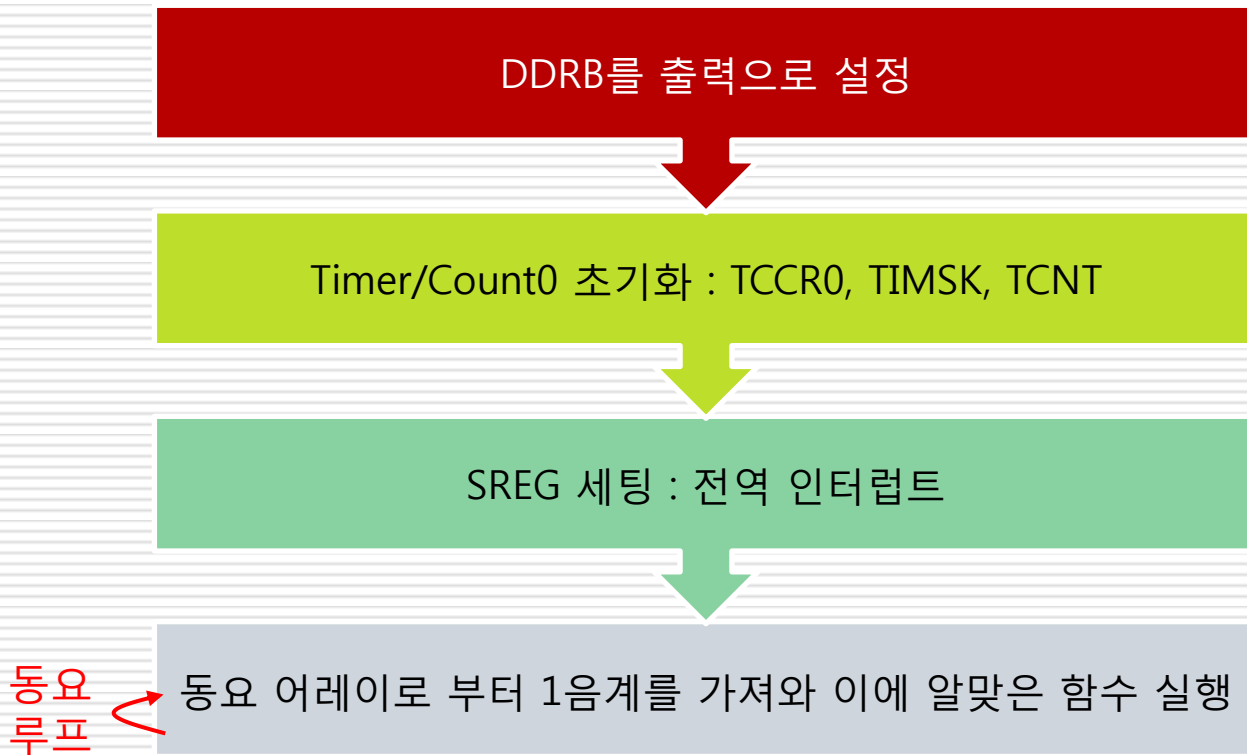 DDRB를 출력으로 설정
Timer/Count0 초기화 : TCCR0, TIMSK, TCNT
SREG 세팅 : 전역 인터럽트
동요
루프
동요 어레이로 부터 1음계를 가져와 이에 알맞은 함수 실행